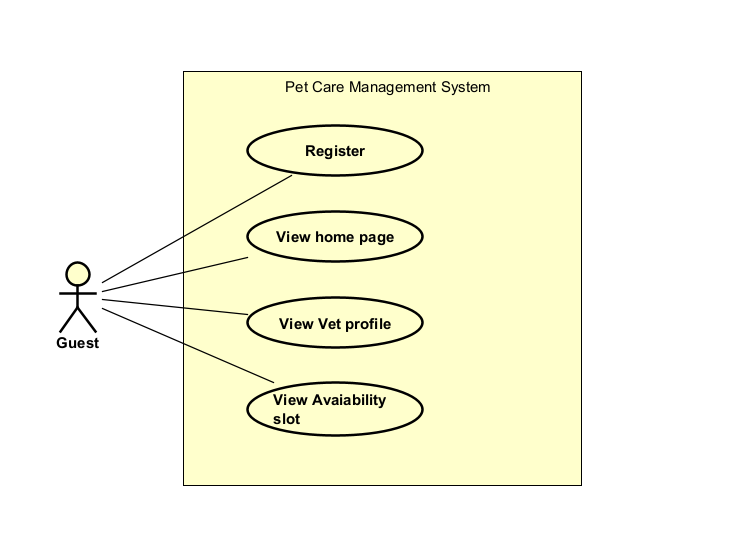 Pet Care Management System
Register
View home page
View Vet profile
View Avaiability
slot
Guest